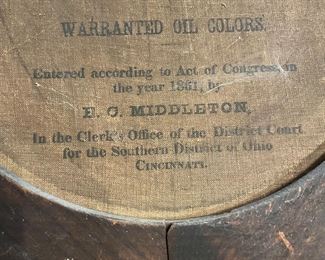 WARRANTED OIL COLORS.
Entered according to Act of Congress, in
the year 1861, by
E. C. MIDDLETON,
In the Clerk's Office of the District Court
for the Southern District of Ohio
CINCINNATI.